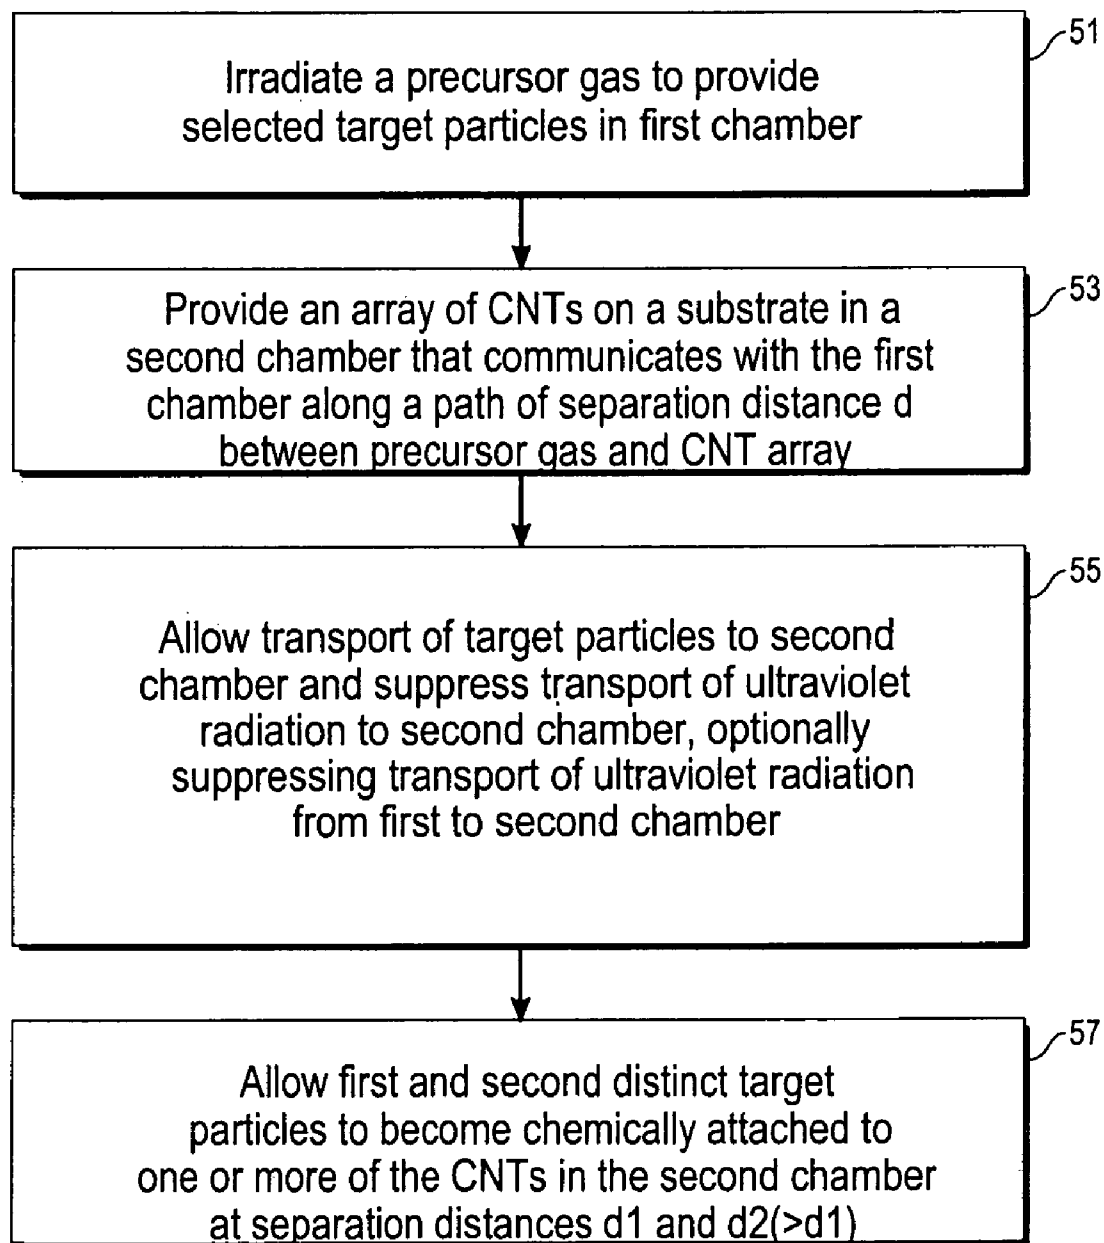 51
Irradiate a precursor gas to provide
selected target particles in first chamber
53
Provide an array of CNTs on a substrate in a
second chamber that communicates with the first
chamber along a path of separation distance d
between precursor gas and CNT array
55
Allow transport of target particles to second
chamber and suppress transport of ultraviolet
radiation to second chamber, optionally
suppressing transport of ultraviolet radiation
from first to second chamber
57
Allow first and second distinct target
particles to become chemically attached to
one or more of the CNTs in the second chamber
at separation distances d1 and d2(>d1)